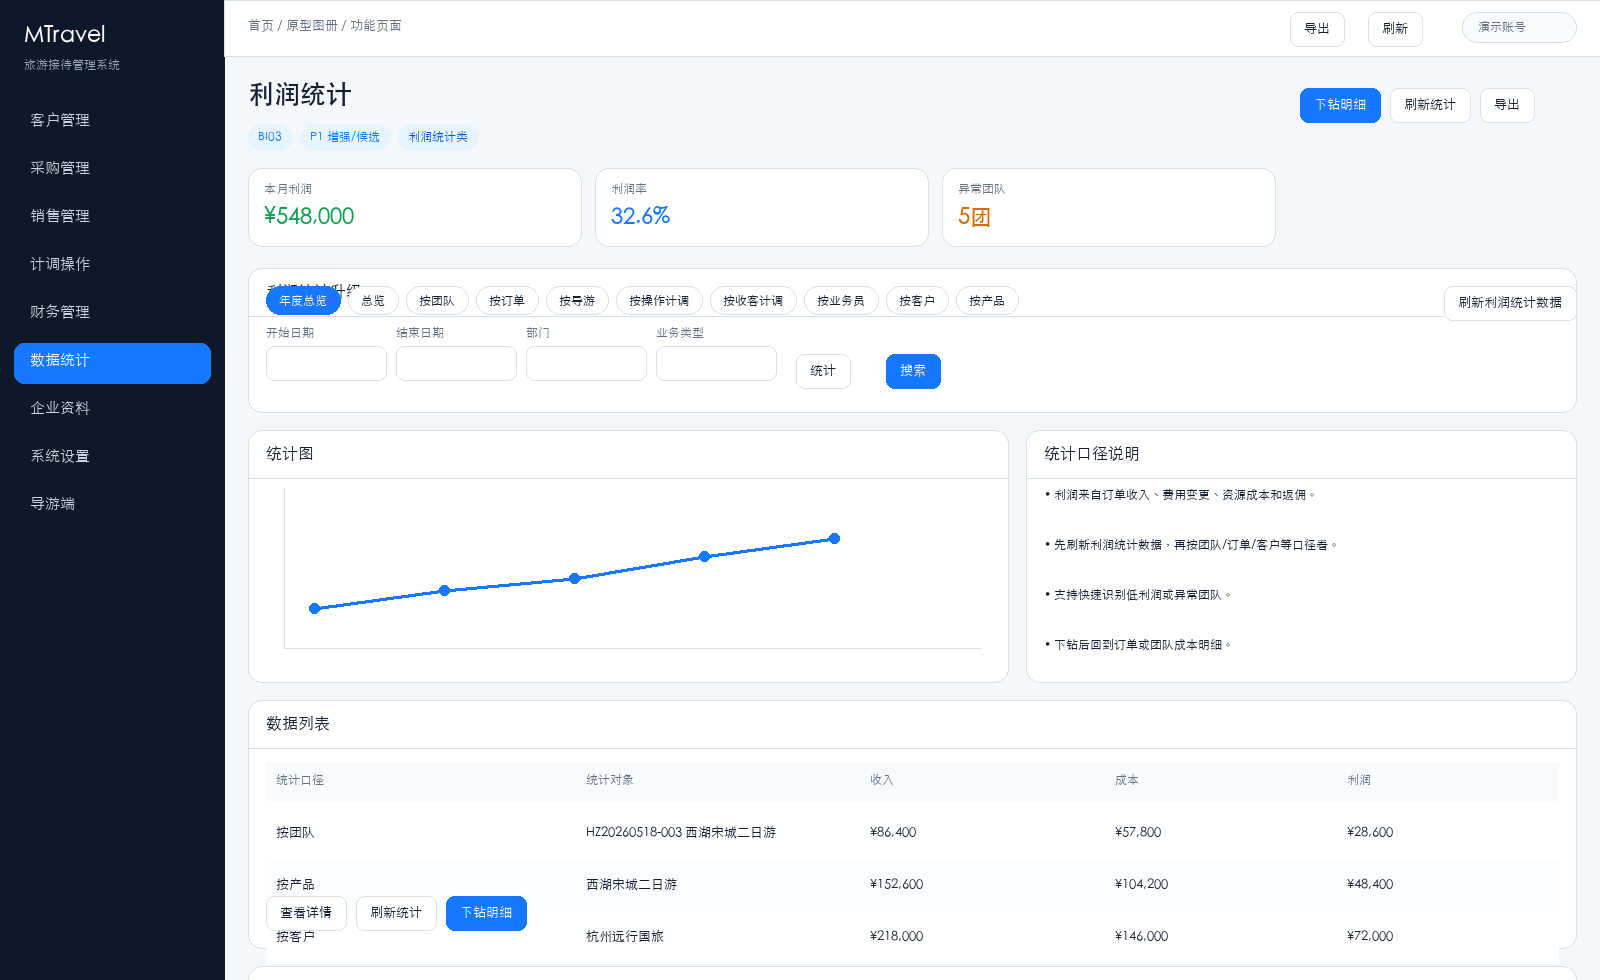 MTravel
旅游接待管理系统
客户管理
采购管理
销售管理
计调操作
财务管理
数据统计
企业资料
系统设置
导游端
首页 / 原型图册 / 功能页面
导出
刷新
演示账号
利润统计
下钻明细
刷新统计
导出
BI03
P1 增强/候选
利润统计类
本月利润
¥548,000
利润率
32.6%
异常团队
5团
年度总览
总览
按团队
按订单
按导游
按操作计调
按收客计调
按业务员
按客户
按产品
刷新利润统计数据
开始日期
结束日期
部门
业务类型
统计
搜索
统计图
统计口径说明
• 利润来自订单收入、费用变更、资源成本和返佣。
• 先刷新利润统计数据，再按团队/订单/客户等口径看。
• 支持快速识别低利润或异常团队。
• 下钻后回到订单或团队成本明细。
数据列表
统计口径 统计对象 收入 成本 利润
按团队 HZ20260518-003 西湖宋城二日游 ¥86,400 ¥57,800 ¥28,600
按产品 西湖宋城二日游 ¥152,600 ¥104,200 ¥48,400
查看详情
刷新统计
下钻明细
按客户 杭州远行国旅 ¥218,000 ¥146,000 ¥72,000